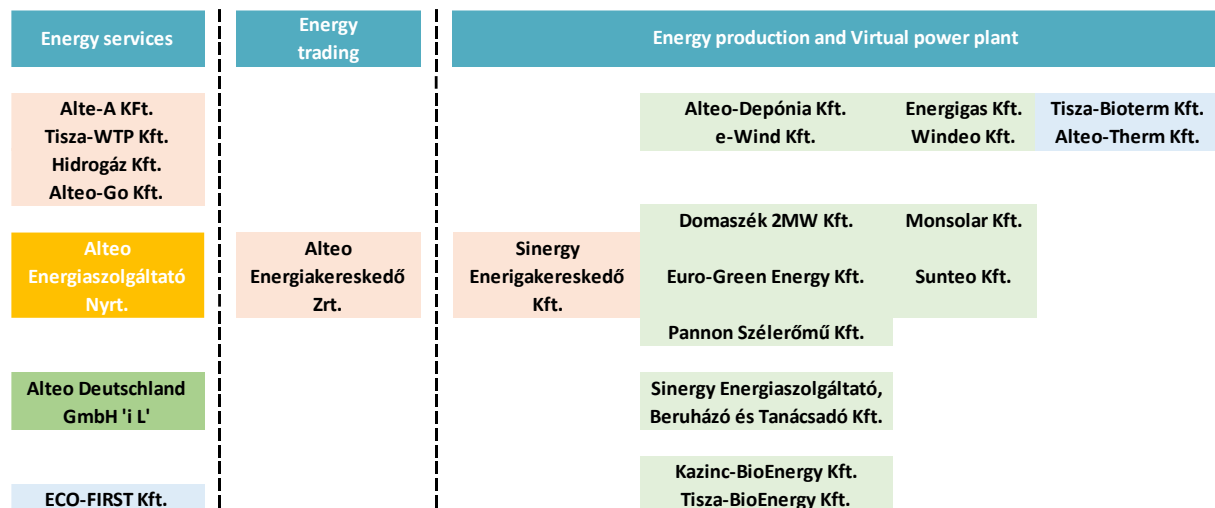 Energy services
Energy
trading
Energy production and Virtual power plant
Alte-A KFt.
Tisza-WTP Kft.
Hidrogáz Kft.
Alteo-Go Kft.
Alteo-Depónia Kft.
e-Wind Kft.
Energigas Kft.
Windeo Kft.
Tisza-Bioterm Kft.
Alteo-Therm Kft.
Alteo
Energiaszolgáltató
Nyrt.
Alteo
Energiakereskedő
Zrt.
Sinergy
Enerigakereskedő
Kft.
Domaszék 2MW Kft.
Monsolar Kft.
Euro-Green Energy Kft.
Sunteo Kft.
Pannon Szélerőmű Kft.
Alteo Deutschland
GmbH 'i L'
Sinergy Energiaszolgáltató,
Beruházó és Tanácsadó Kft.
Kazinc-BioEnergy Kft.
ECO-FIRST Kft.
Tisza-BioEnergy Kft.